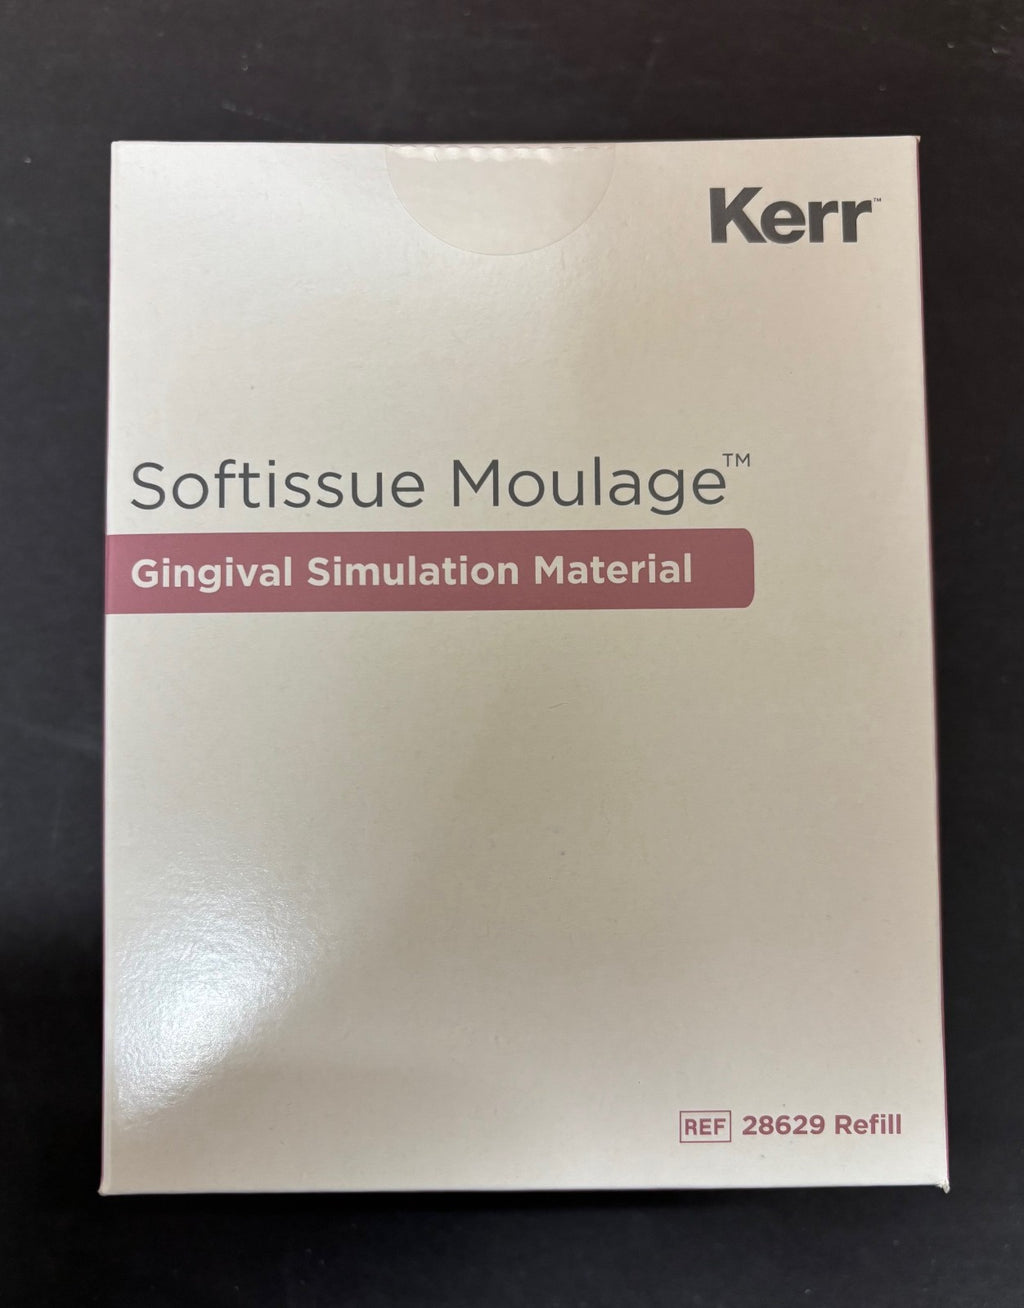 Kerr™
Softissue Moulage™
Gingival Simulation Material
REF 28629 Refill